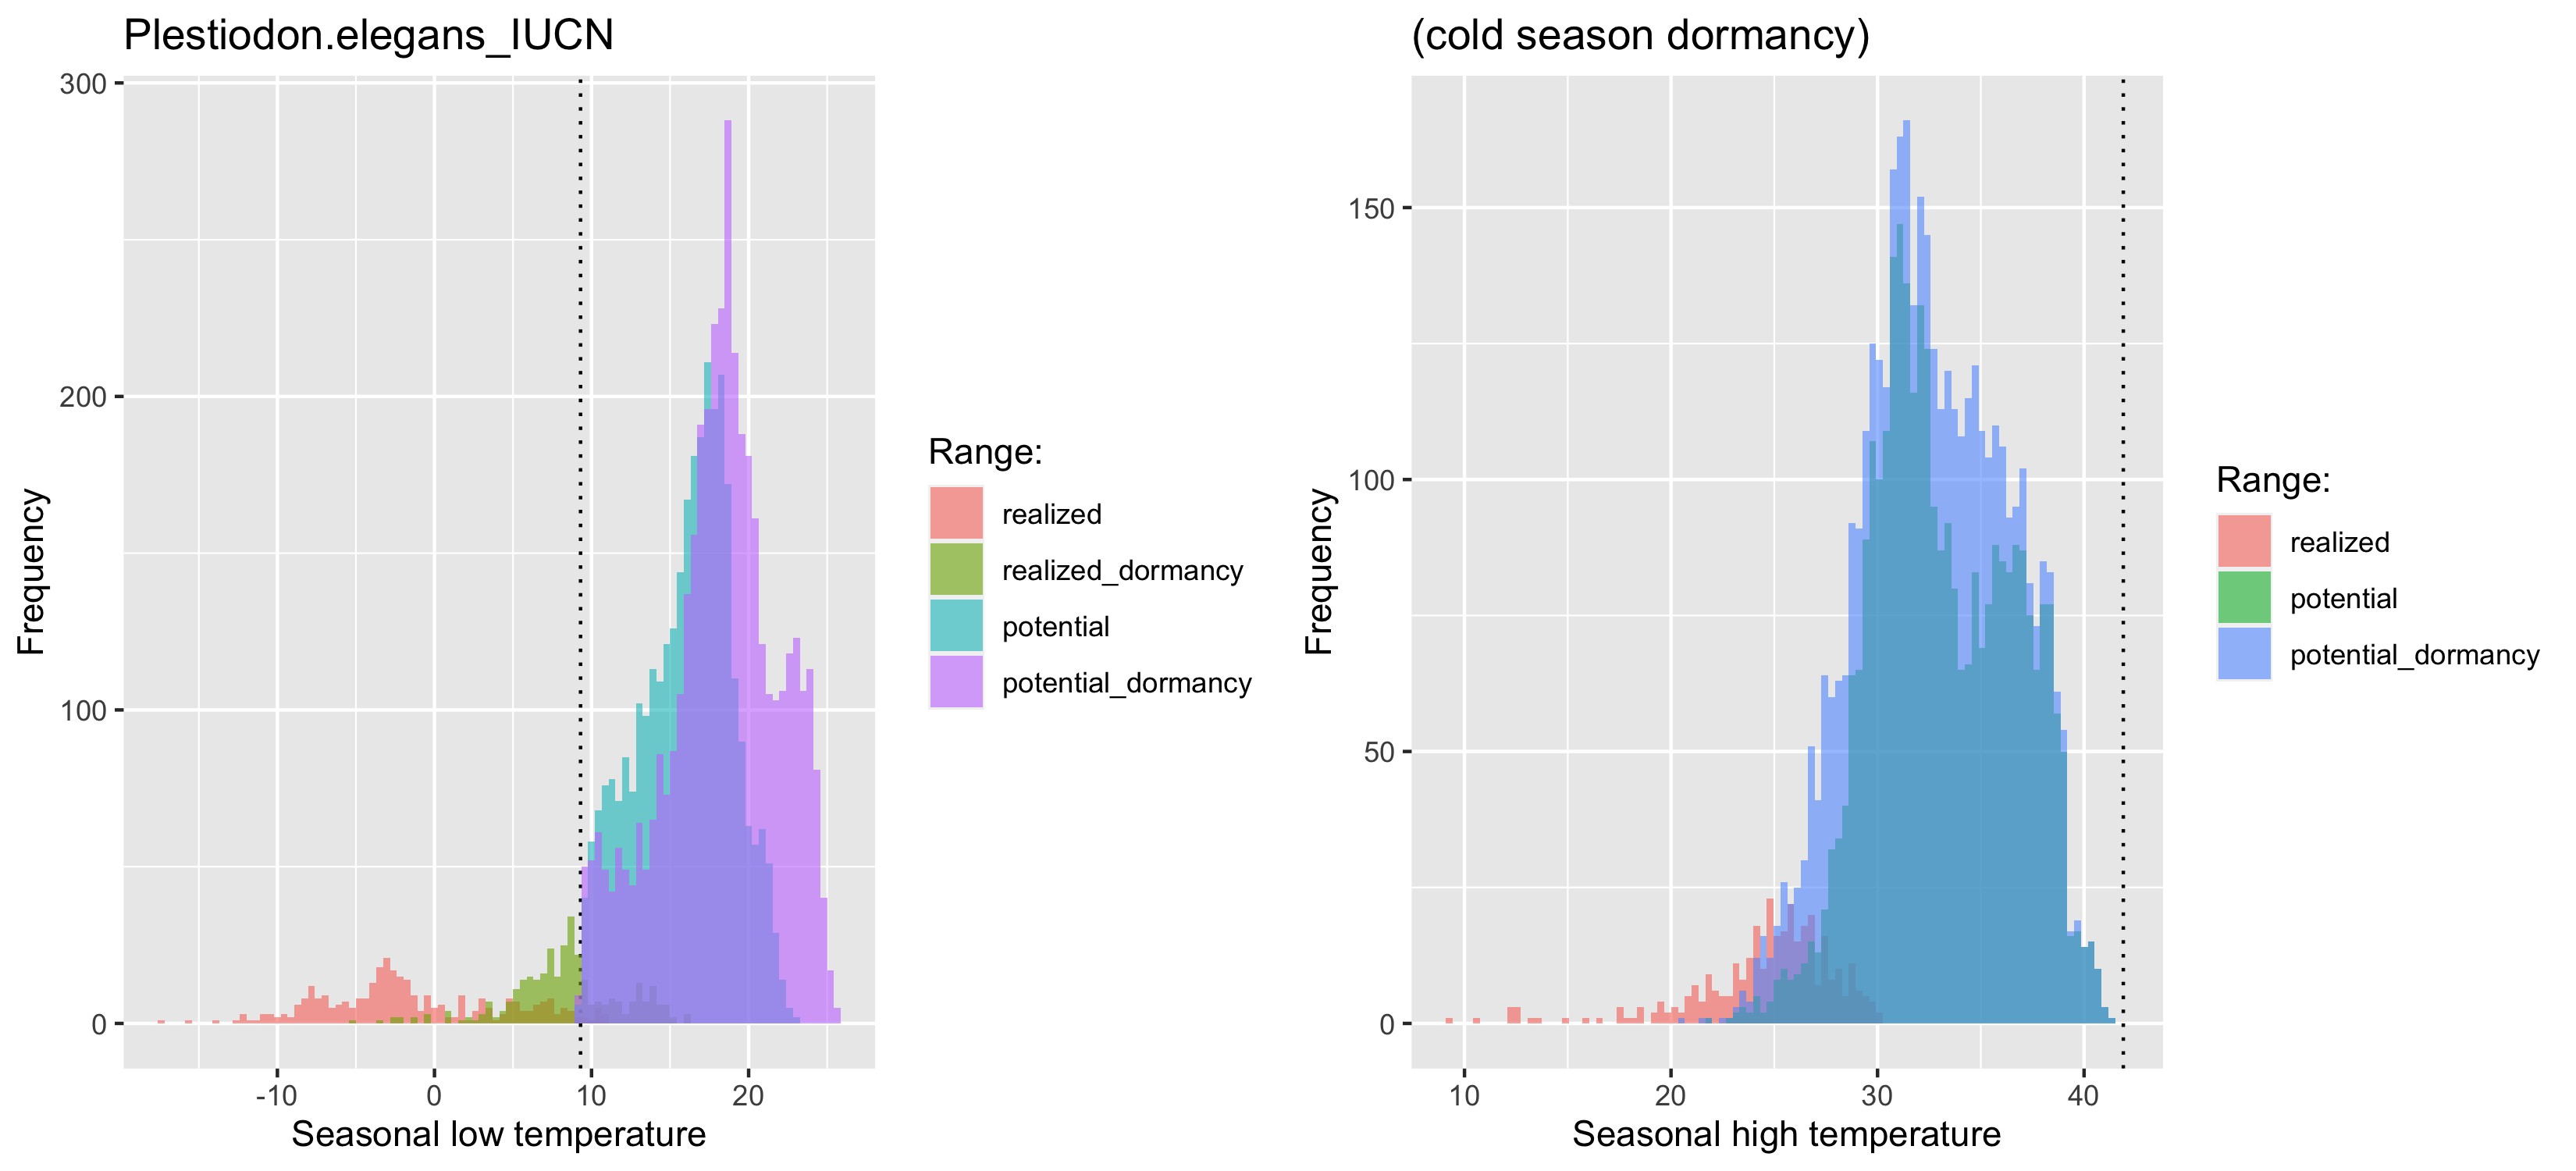 Plestiodon.elegans_IUCN
300
200
100
0
Frequency
-10
0
10
20
Seasonal low temperature
Range:
realized
realized_dormancy
potential
potential_dormancy
(cold season dormancy)
150
100
50
0
Frequency
10
20
30
40
Seasonal high temperature
Range:
realized
potential
potential_dormancy